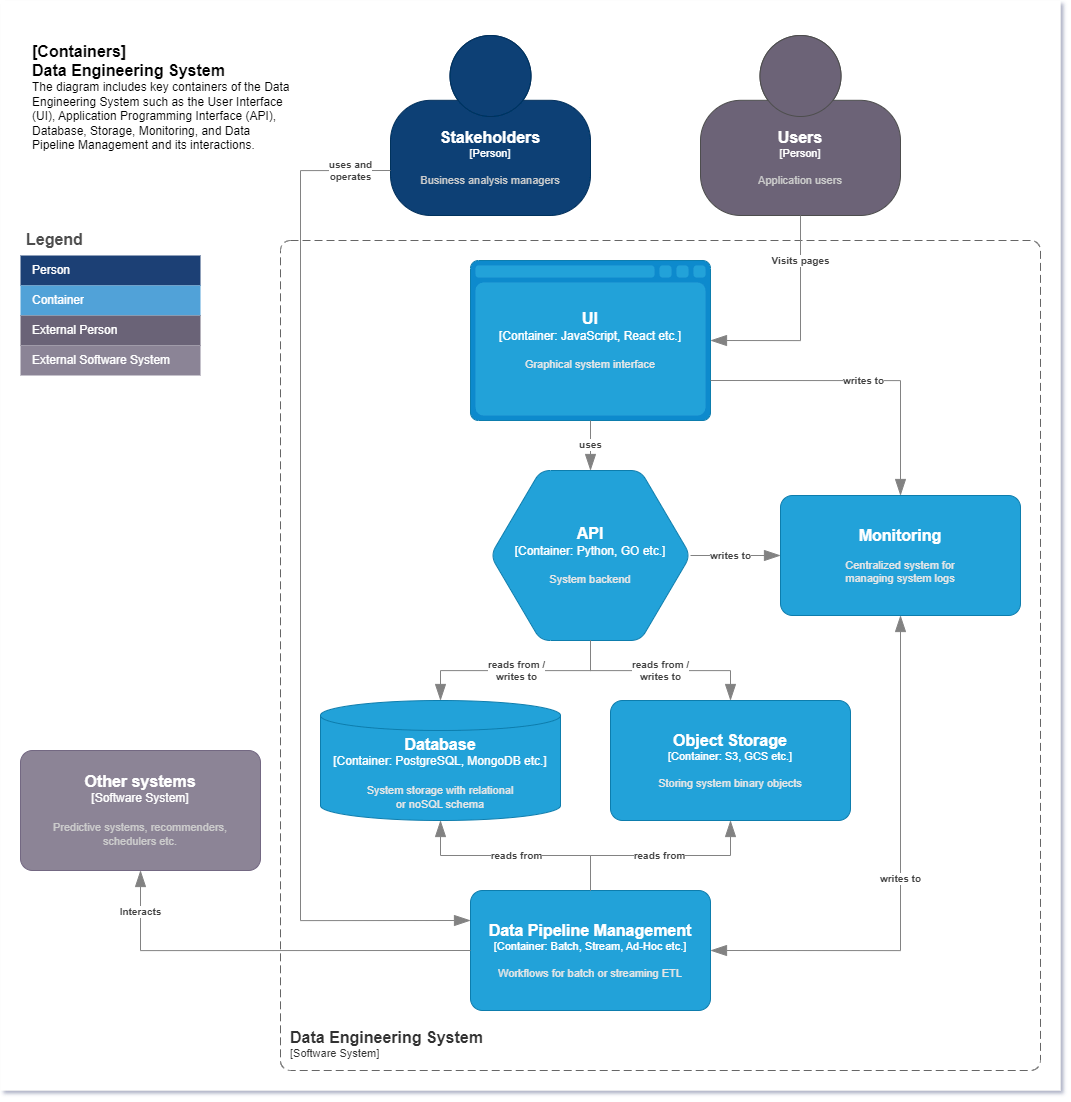 [Containers]
Data Engineering System
The diagram includes key containers of the Data
Engineering System such as the User Interface
(UI), Application Programming Interface (API),
Database, Storage, Monitoring, and Data
Pipeline Management and its interactions.
Stakeholders
[Person]
Business analysis managers
Users
[Person]
Application users
uses and
operates
Legend
Person
Container
External Person
External Software System
Visits pages
UI
[Container: JavaScript, React etc.]
Graphical system interface
writes to
uses
API
[Container: Python, GO etc.]
System backend
writes to
Monitoring
Centralized system for
managing system logs
reads from /
writes to
reads from /
writes to
Database
[Container: PostgreSQL, MongoDB etc.]
System storage with relational
or noSQL schema
Object Storage
[Container: S3, GCS etc.]
Storing system binary objects
Other systems
[Software System]
Predictive systems, recommenders,
schedulers etc.
reads from
reads from
writes to
Interacts
Data Pipeline Management
[Container: Batch, Stream, Ad-Hoc etc.]
Workflows for batch or streaming ETL
Data Engineering System
[Software System]